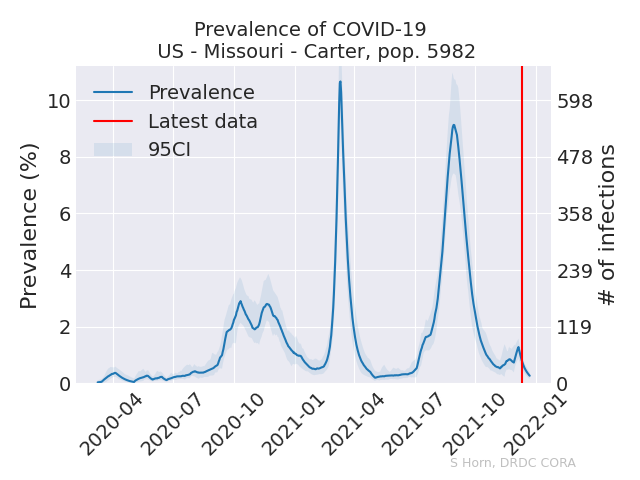 Prevalence of COVID-19
US - Missouri - Carter, pop. 5982
Prevalence
Latest data
95CI
Prevalence (%)
10
8
6
4
2
0
598
478
358
239
119
0
# of infections
2020-04
2020-07
2020-10
2021-01
2021-04
2021-07
2021-10
2022-01
S Horn, DRDC CORA